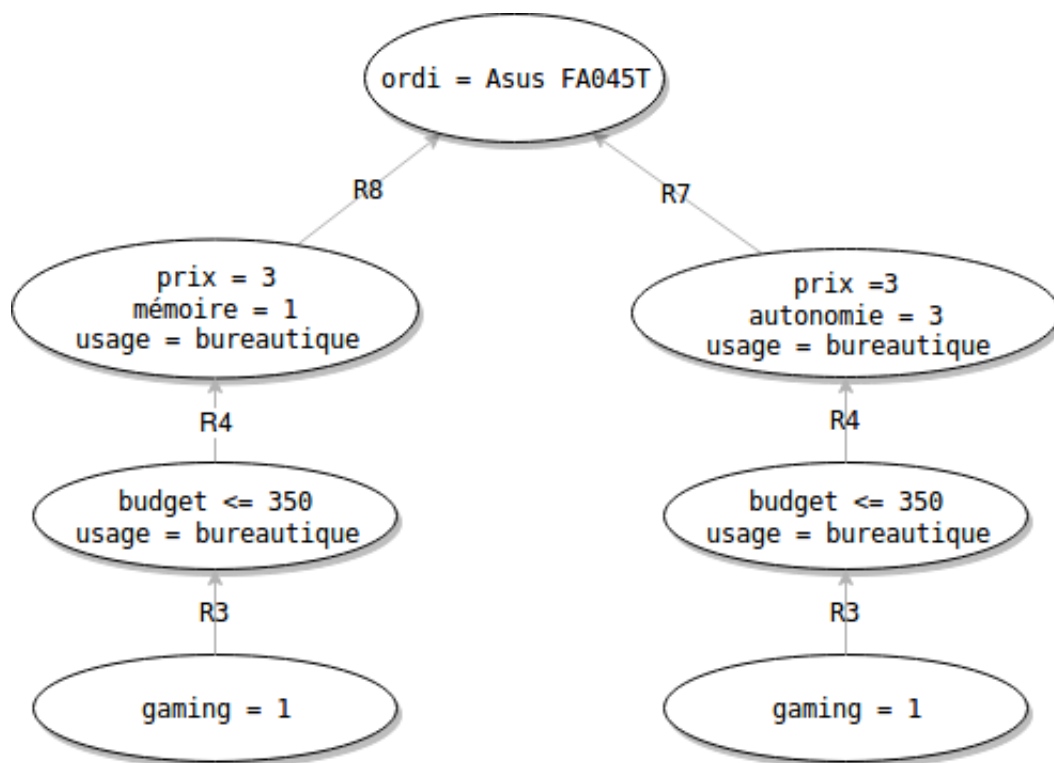 ordi = Asus FA045T
R8
R7
prix = 3
mémoire = 1
usage = bureautique
prix =3
autonomie = 3
usage = bureautique
R4
R4
budget <= 350
usage = bureautique
budget <= 350
usage = bureautique
R3
R3
gaming = 1
gaming = 1